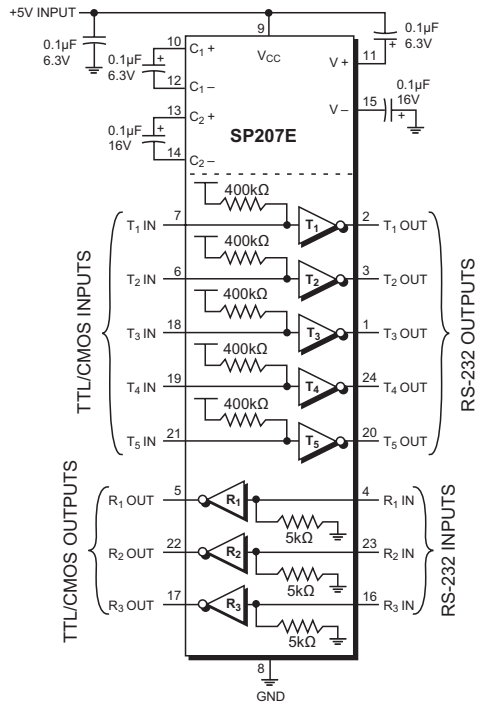 +5V INPUT
0.1µF
6.3V
9
VCC
0.1µF
6.3V
10
C1 +
0.1µF
6.3V
12
C1 –
11
V +
13
C2 +
0.1µF
16V
14
C2 –
15
V –
0.1µF
16V
SP207E
TTL/CMOS INPUTS
RS-232 OUTPUTS
400kΩ
T1 IN
7
T1
2
T1 OUT
400kΩ
T2 IN
6
T2
3
T2 OUT
400kΩ
T3 IN
18
T3
1
T3 OUT
400kΩ
T4 IN
19
T4
24
T4 OUT
400kΩ
T5 IN
21
T5
20
T5 OUT
TTL/CMOS OUTPUTS
RS-232 INPUTS
R1 OUT
5
R1
4
R1 IN
5kΩ
R2 OUT
22
R2
23
R2 IN
5kΩ
R3 OUT
17
R3
16
R3 IN
5kΩ
8
GND